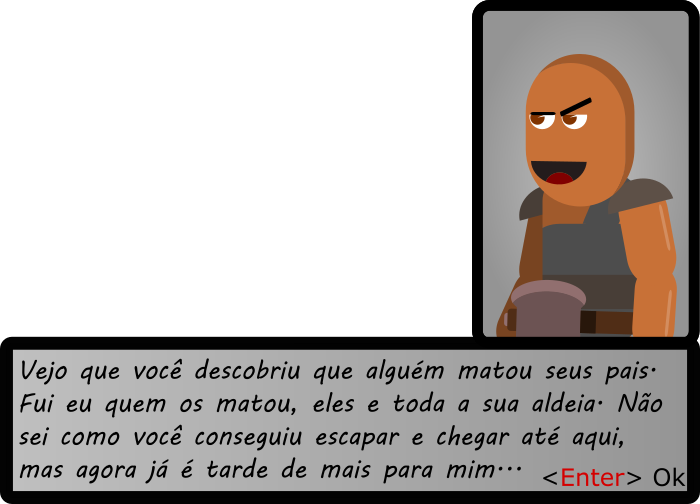 Vejo que você descobriu que alguém matou seus pais.
Fui eu quem os matou, eles e toda a sua aldeia. Não
sei como você conseguiu escapar e chegar até aqui,
mas agora já é tarde de mais para mim...
<Enter> Ok